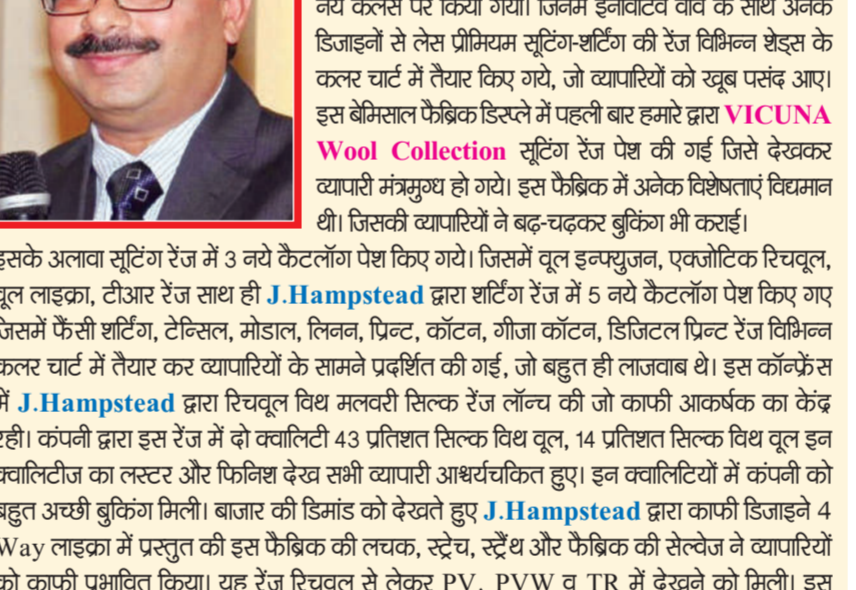 नये कलर्स पर किया गया। जिनमें इनोवेटिव वीव के साथ अनेक
डिजाइनों से लेस प्रीमियम सूटिंग-शर्टिंग की रेंज विभिन्न शेड्स के
कलर चार्ट में तैयार किए गये, जो व्यापारियों को खूब पसंद आए।
इस बेमिसाल फैब्रिक डिस्प्ले में पहली बार हमारे द्वारा VICUNA
Wool Collection सूटिंग रेंज पेश की गई जिसे देखकर
व्यापारी मंत्रमुग्ध हो गये। इस फैब्रिक में अनेक विशेषताएं विद्यमान
थी। जिसकी व्यापारियों ने बढ़-चढ़कर बुकिंग भी कराई।
इसके अलावा सूटिंग रेंज में 3 नये कैटलॉग पेश किए गये। जिसमें वूल इन्फ्युजन, एक्जोटिक रिचवूल,
वूल लाइक्रा, टीआर रेंज साथ ही J.Hampstead द्वारा शर्टिंग रेंज में 5 नये कैटलॉग पेश किए गए
जिसमें फैंसी शर्टिंग, टेन्सिल, मोडाल, लिनन, प्रिन्ट, कॉटन, गीजा कॉटन, डिजिटल प्रिन्ट रेंज विभिन्न
कलर चार्ट में तैयार कर व्यापारियों के सामने प्रदर्शित की गई, जो बहुत ही लाजवाब थे। इस कॉन्फ्रेंस
में J.Hampstead द्वारा रिचवूल विथ मलवरी सिल्क रेंज लॉन्च की जो काफी आकर्षक का केंद्र
रही। कंपनी द्वारा इस रेंज में दो क्वालिटी 43 प्रतिशत सिल्क विथ वूल, 14 प्रतिशत सिल्क विथ वूल इन
क्वालिटीज का लस्टर और फिनिश देख सभी व्यापारी आश्चर्यचकित हुए। इन क्वालिटियों में कंपनी को
बहुत अच्छी बुकिंग मिली। बाजार की डिमांड को देखते हुए J.Hampstead द्वारा काफी डिजाइने 4
Way लाइक्रा में प्रस्तुत की इस फैब्रिक की लचक, स्ट्रेच, स्ट्रैंथ और फैब्रिक की सेल्वेज ने व्यापारियों
को काफी प्रभावित किया। यह रेंज रिचवूल से लेकर PV, PVW व TR में देखने को मिली। इस